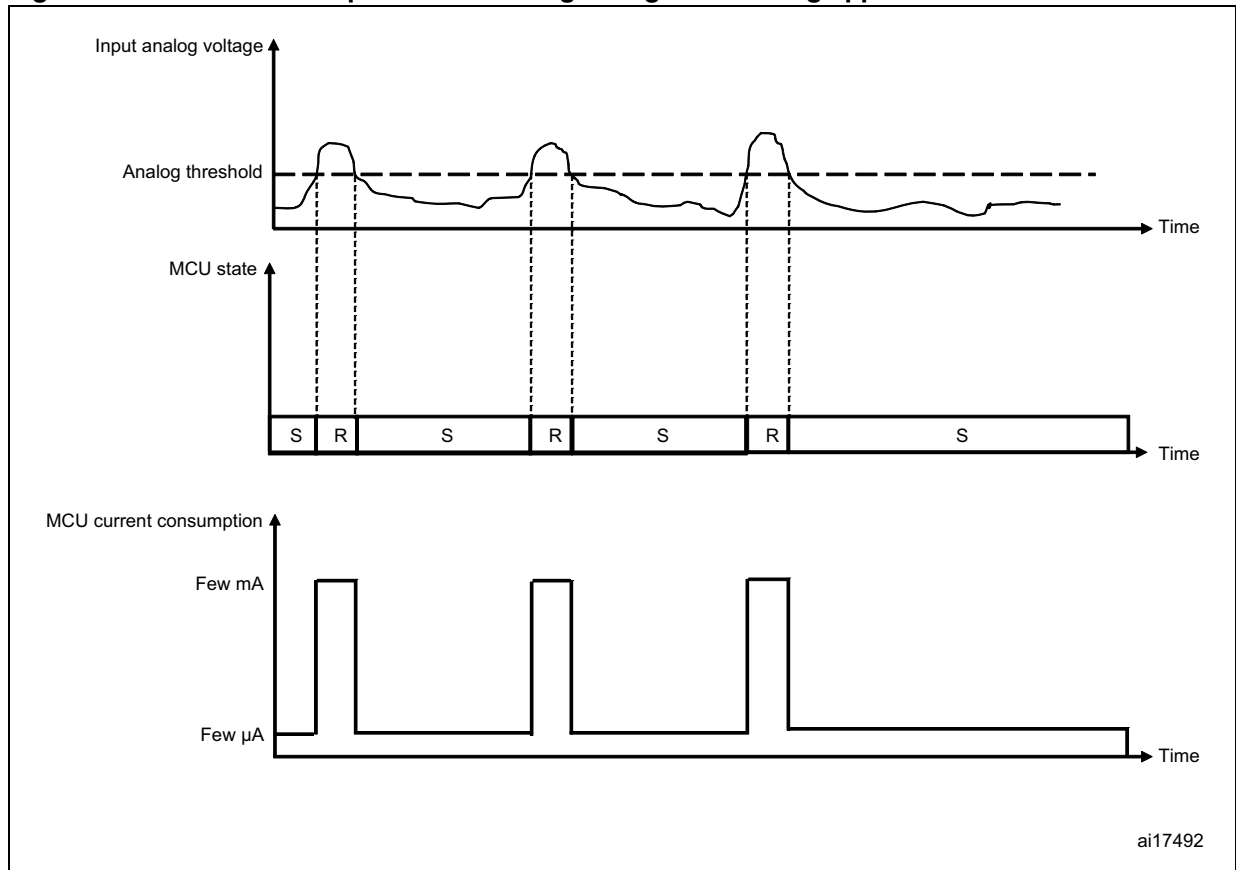 Input analog voltage
Analog threshold
Time
MCU state
S R S R S R S
Time
MCU current consumption
Few mA
Few µA
Time
ai17492